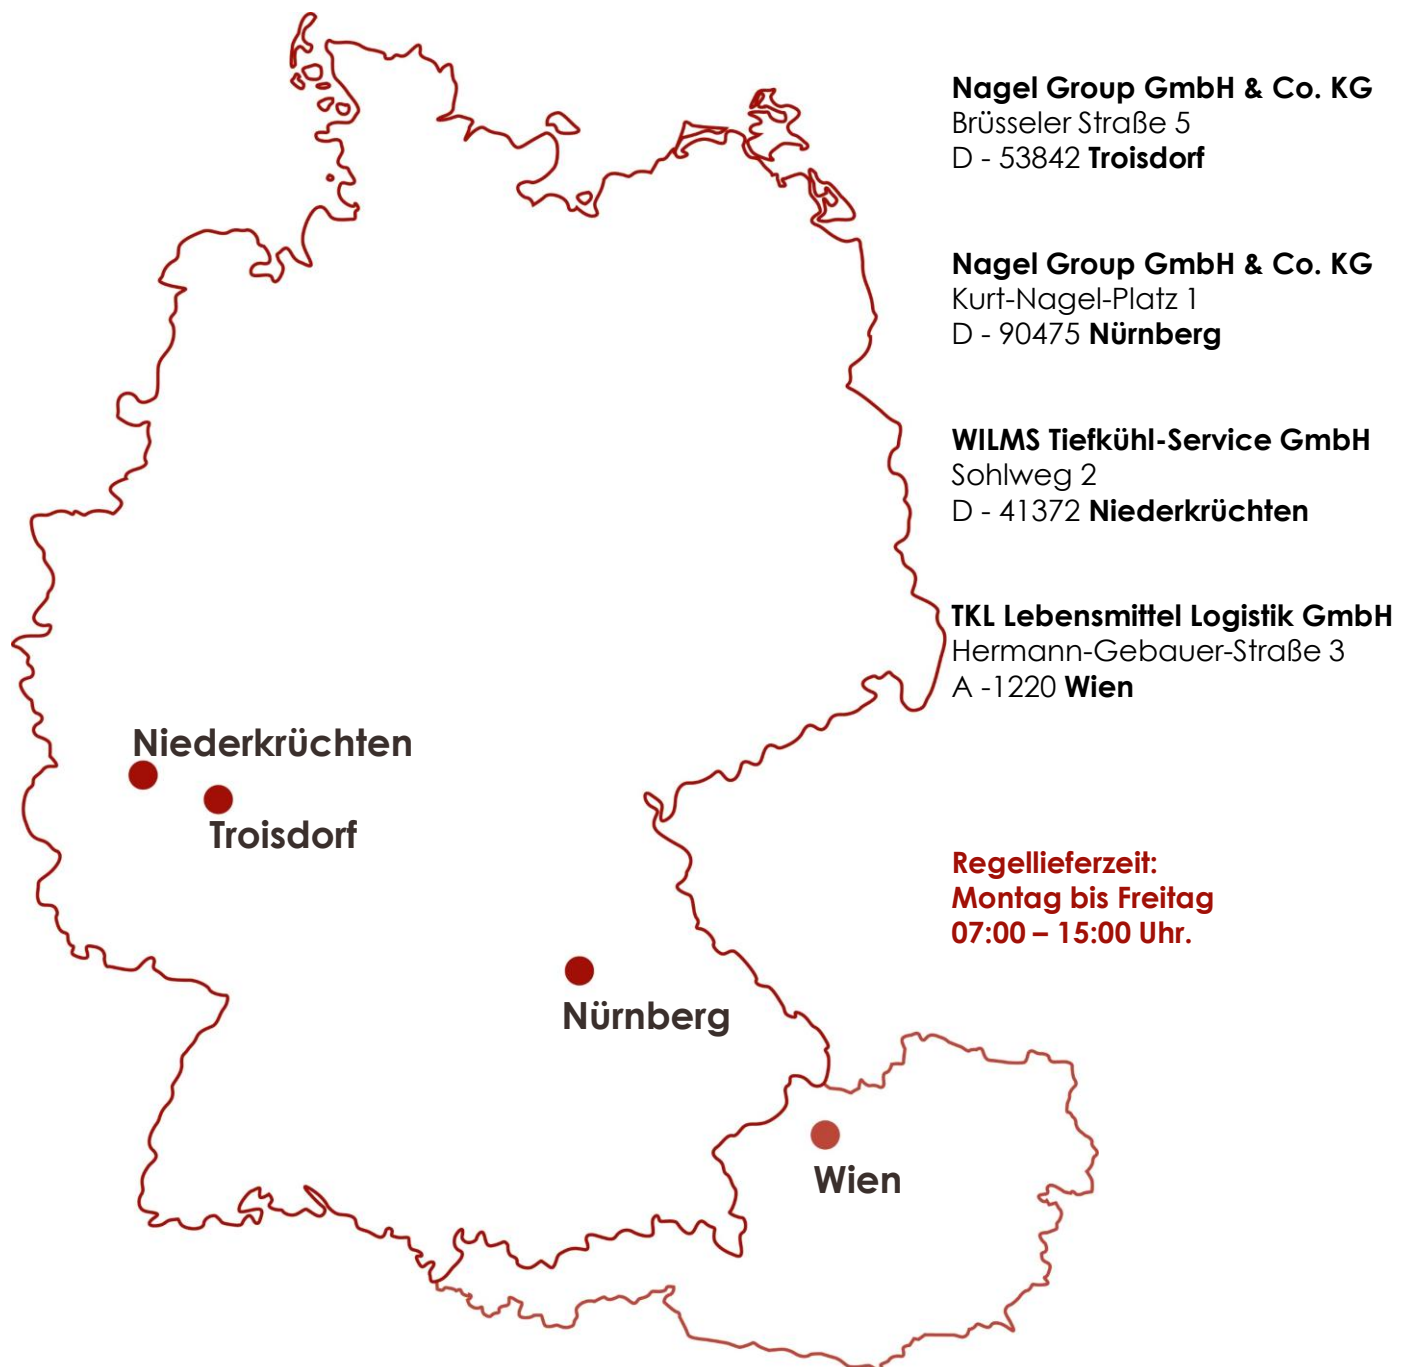 Nagel Group GmbH & Co. KG
Brüsseler Straße 5
D - 53842 Troisdorf
Nagel Group GmbH & Co. KG
Kurt-Nagel-Platz 1
D - 90475 Nürnberg
WILMS Tiefkühl-Service GmbH
Sohlweg 2
D - 41372 Niederkrüchten
TKL Lebensmittel Logistik GmbH
Hermann-Gebauer-Straße 3
A -1220 Wien
Niederkrüchten
Troisdorf
Regellieferzeit:
Montag bis Freitag
07:00 – 15:00 Uhr.
Nürnberg
Wien